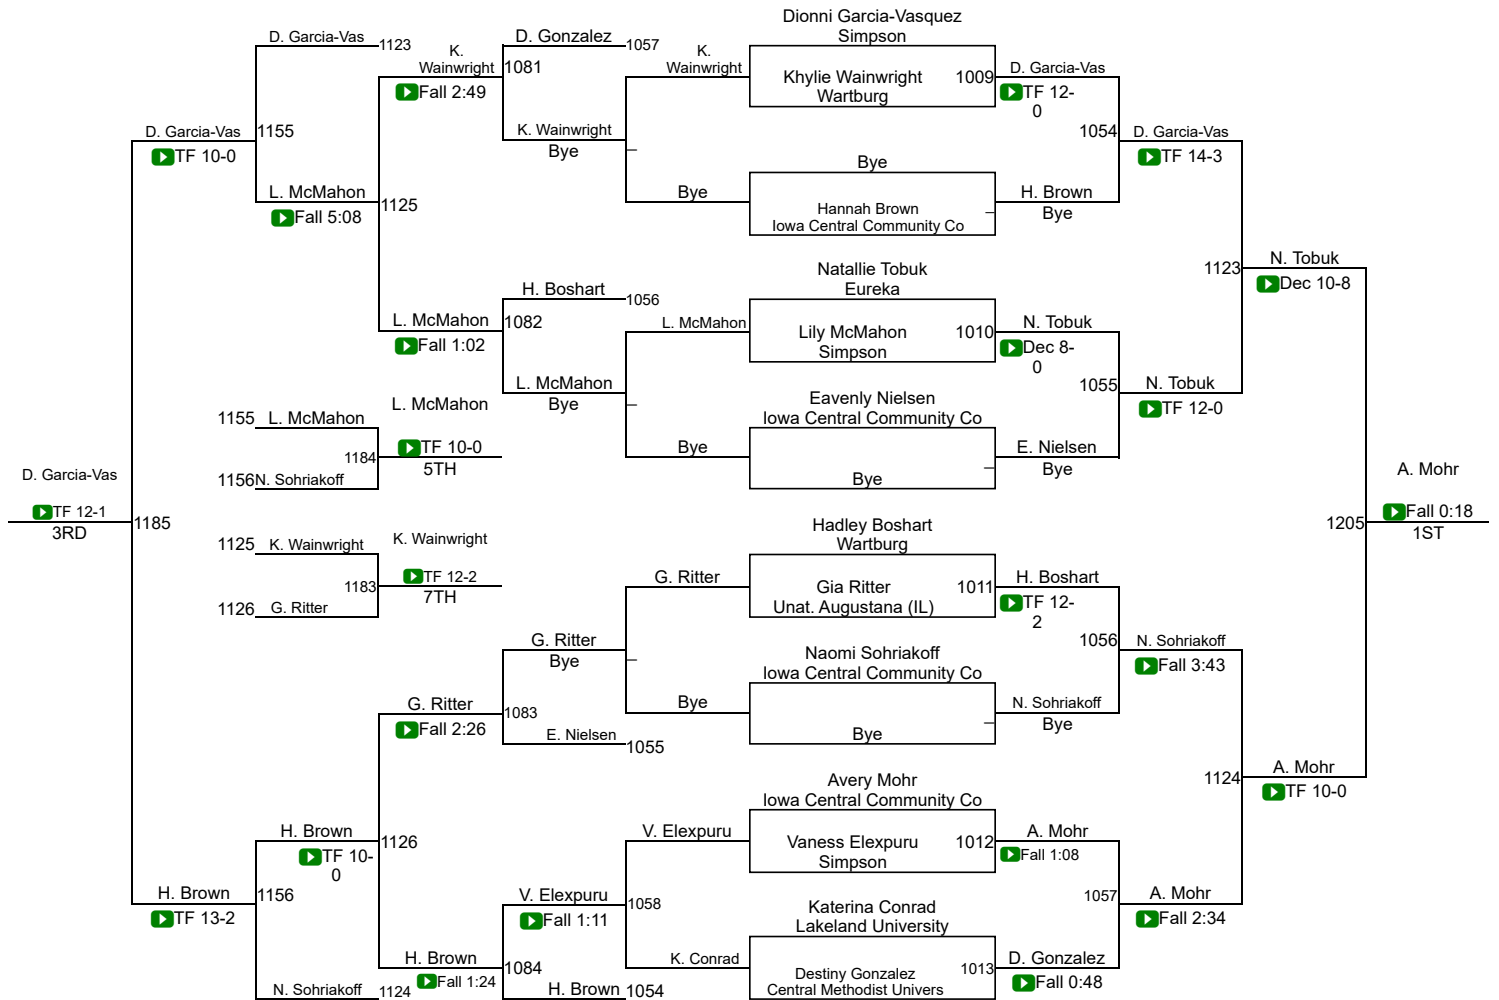 Dionni Garcia-Vasquez
Simpson
D. Garcia-Vas
1123
K.
Wainwright
Fall 2:49
D. Gonzalez
1057
1081
K.
Wainwright
Khylie Wainwright
Wartburg
1009
D. Garcia-Vas
TF 12-
0
D. Garcia-Vas
TF 10-0
1155
K. Wainwright
Bye
1054
D. Garcia-Vas
TF 14-3
Bye
L. McMahon
Fall 5:08
1125
Bye
Hannah Brown
Iowa Central Community Co
H. Brown
Bye
Natallie Tobuk
Eureka
1123
N. Tobuk
Dec 10-8
H. Boshart
1056
L. McMahon
Fall 1:02
1082
L. McMahon
Lily McMahon
Simpson
1010
N. Tobuk
Dec 8-
0
L. McMahon
Bye
1055
N. Tobuk
TF 12-0
Eavenly Nielsen
Iowa Central Community Co
L. McMahon
1155
L. McMahon
1184
TF 10-0
5TH
1156
N. Sohriakoff
Bye
Bye
E. Nielsen
Bye
D. Garcia-Vas
TF 12-1
3RD
1185
A. Mohr
Fall 0:18
1ST
1205
Hadley Boshart
Wartburg
1125
K. Wainwright
K. Wainwright
1183
TF 12-2
7TH
1126
G. Ritter
G. Ritter
Gia Ritter
Unat. Augustana (IL)
1011
H. Boshart
TF 12-
2
G. Ritter
Bye
1056
N. Sohriakoff
Fall 3:43
Naomi Sohriakoff
Iowa Central Community Co
G. Ritter
Fall 2:26
1083
Bye
Bye
N. Sohriakoff
Bye
E. Nielsen
1055
Avery Mohr
Iowa Central Community Co
1124
A. Mohr
TF 10-0
H. Brown
TF 10-
0
1126
V. Elexpuru
Vaness Elexpuru
Simpson
1012
A. Mohr
Fall 1:08
H. Brown
TF 13-2
1156
V. Elexpuru
Fall 1:11
1058
Katerina Conrad
Lakeland University
1057
A. Mohr
Fall 2:34
H. Brown
Fall 1:24
1084
K. Conrad
Destiny Gonzalez
Central Methodist Univers
1013
D. Gonzalez
Fall 0:48
N. Sohriakoff
1124
H. Brown
1054